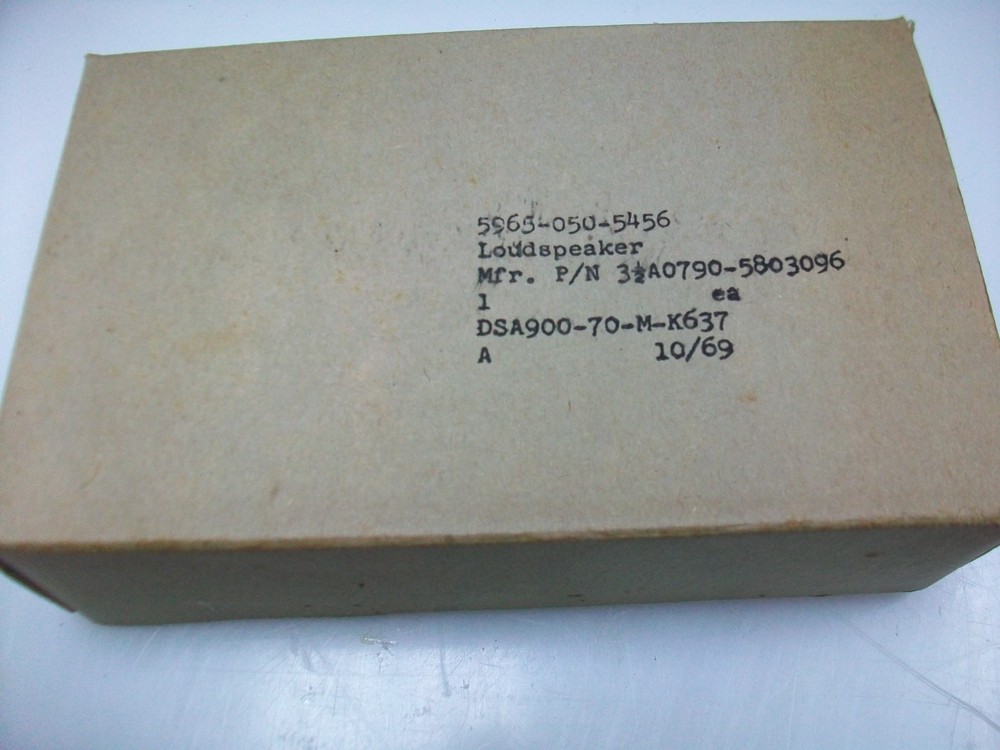 5965-050-5456
Loudspeaker
Mfr. P/N 3½A0790-5803096
1 ea
DSA900-70-M-K637
A 10/69